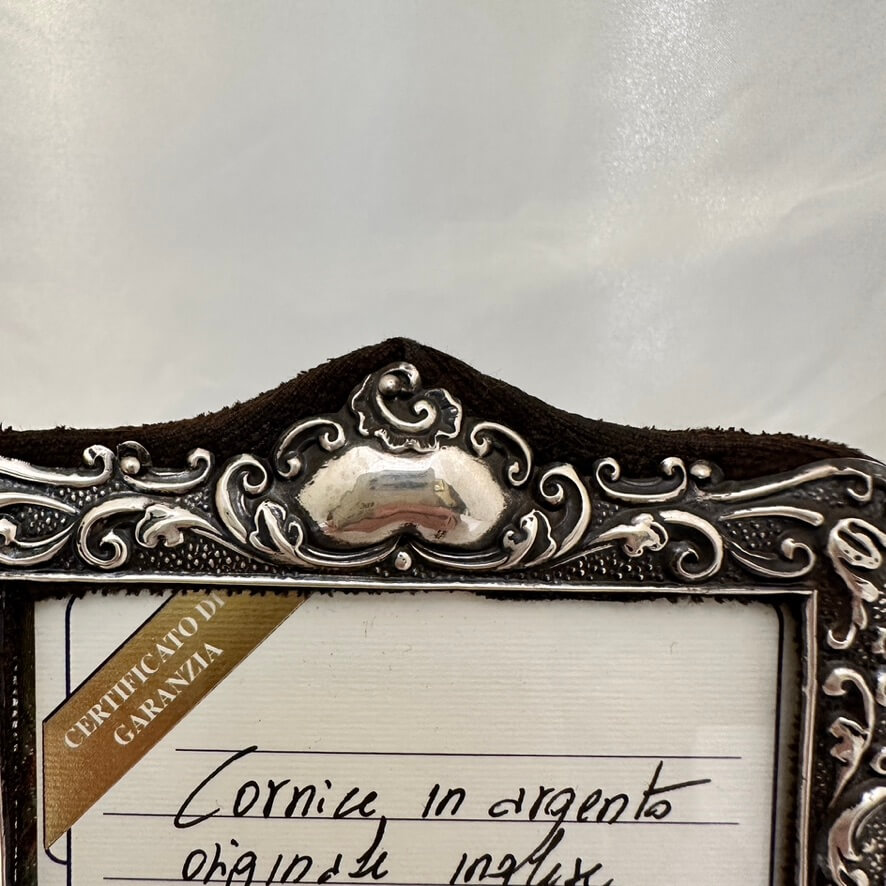 CERTIFICATO DI
GARANZIA
Cornice in argento
originale inglese